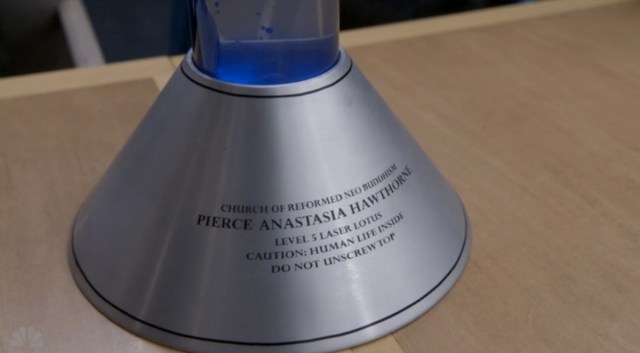 CHURCH OF REFORMED NEO BUDDHISM
PIERCE ANASTASIA HAWTHORNE
LEVEL 5 LASER LOTUS
CAUTION: HUMAN LIFE INSIDE
DO NOT UNSCREW TOP